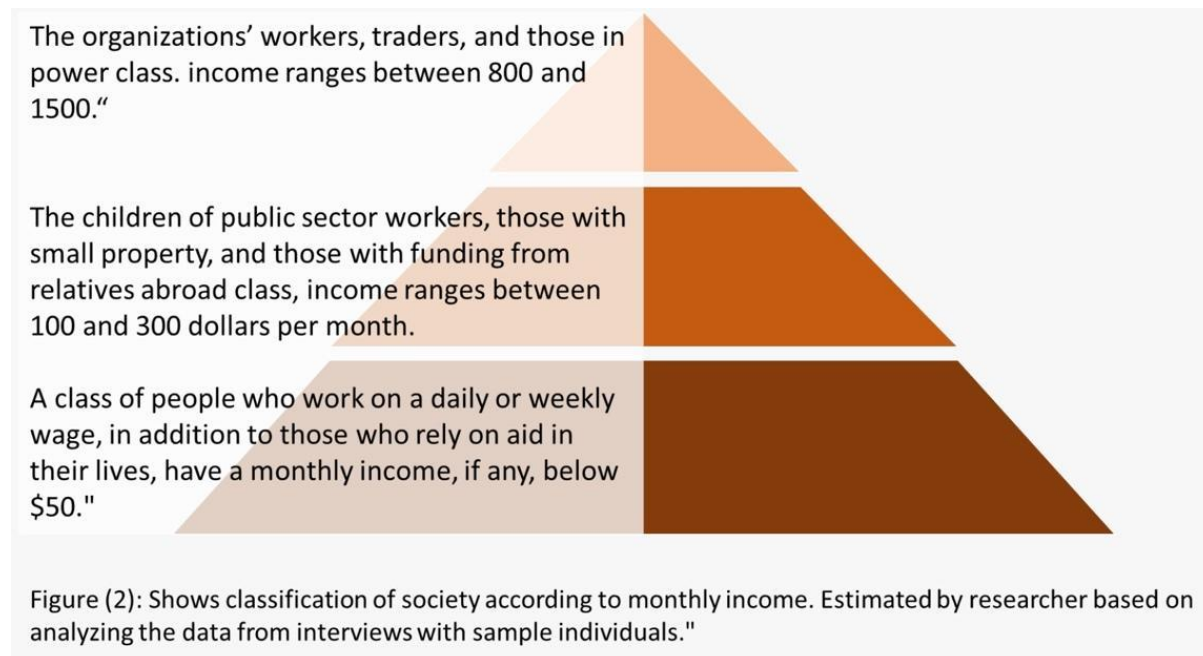 The organizations’ workers, traders, and those in
power class. income ranges between 800 and
1500.“
The children of public sector workers, those with
small property, and those with funding from
relatives abroad class, income ranges between
100 and 300 dollars per month.
A class of people who work on a daily or weekly
wage, in addition to those who rely on aid in
their lives, have a monthly income, if any, below
$50."
Figure (2): Shows classification of society according to monthly income. Estimated by researcher based on
analyzing the data from interviews with sample individuals."